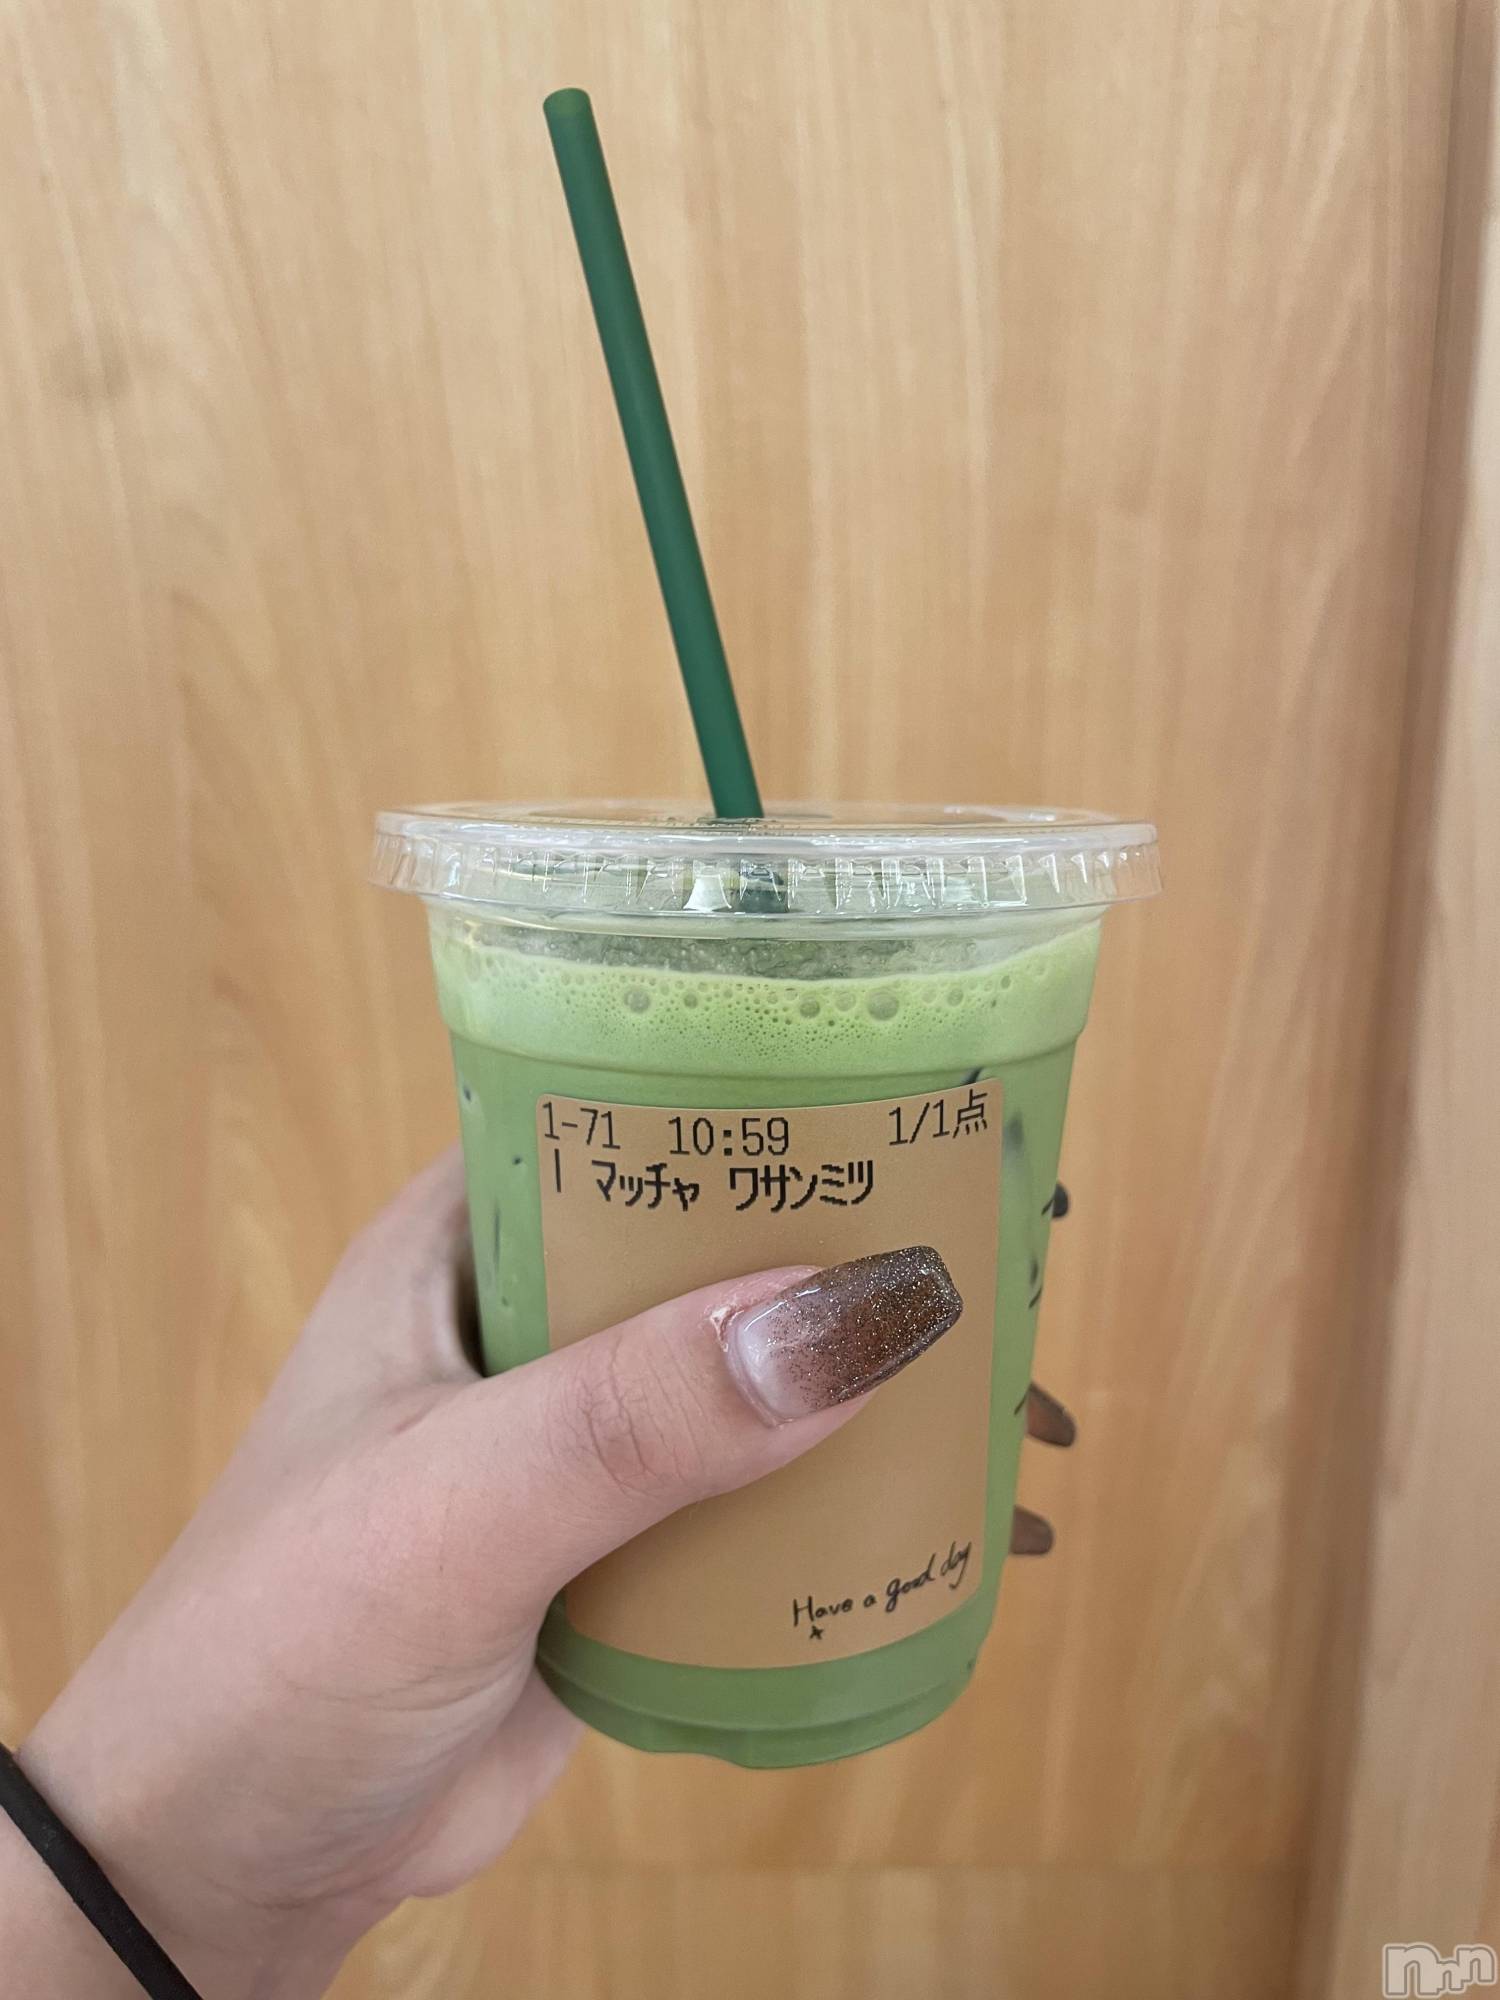 1-71 10:59 1/1点
I マッチャ ワサンミツ
Have a good day
nnn